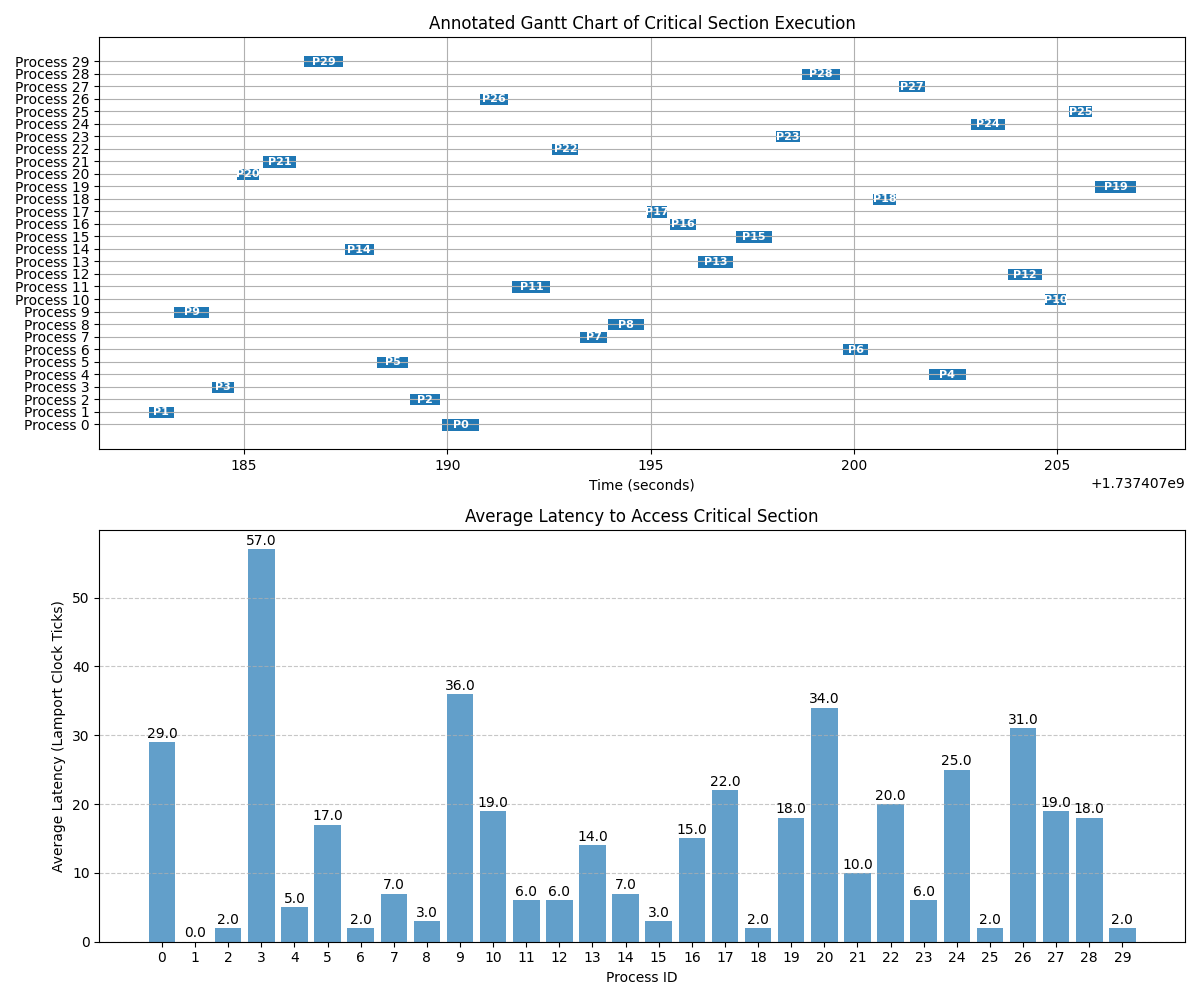 Annotated Gantt Chart of Critical Section Execution
Process 29 P29
Process 28 P28
Process 27 P27
Process 26 P26
Process 25 P25
Process 24 P24
Process 23 P23
Process 22 P22
Process 21 P21
Process 20 P20
Process 19 P19
Process 18 P18
Process 17 P17
Process 16 P16
Process 15 P15
Process 14 P14
Process 13 P13
Process 12 P12
Process 11 P11
Process 10 P10
Process 9 P9
Process 8 P8
Process 7 P7
Process 6 P6
Process 5 P5
Process 4 P4
Process 3 P3
Process 2 P2
Process 1 P1
Process 0 P0
185 190 195 200 205
Time (seconds)
+1.737407e9
Average Latency to Access Critical Section
Average Latency (Lamport Clock Ticks)
50
40
30
20
10
0
29.0 0.0 2.0 57.0 5.0 17.0 2.0 7.0 3.0 36.0 19.0 6.0 6.0 14.0 7.0 3.0 15.0 22.0 2.0 18.0 34.0 10.0 20.0 6.0 25.0 2.0 31.0 19.0 18.0 2.0
0 1 2 3 4 5 6 7 8 9 10 11 12 13 14 15 16 17 18 19 20 21 22 23 24 25 26 27 28 29
Process ID